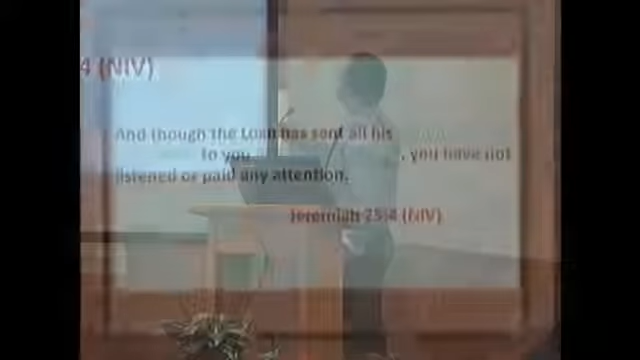 4 (NIV)
And though the LORD has sent all his
to you, you have not
listened or paid any attention.
Jeremiah 25:4 (NIV)